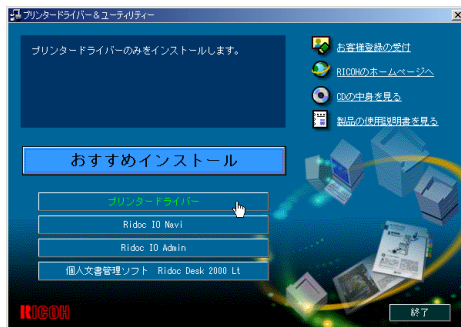 プリンタードライバー＆ユーティリティー
プリンタードライバーのみをインストールします。
お客様登録の受付
RICOHのホームページへ
CDの中身を見る
製品の使用説明書を見る
おすすめインストール
プリンタードライバー
Ridoc IO Navi
Ridoc IO Admin
個人文書管理ソフト Ridoc Desk 2000 Lt
RICOH
終了